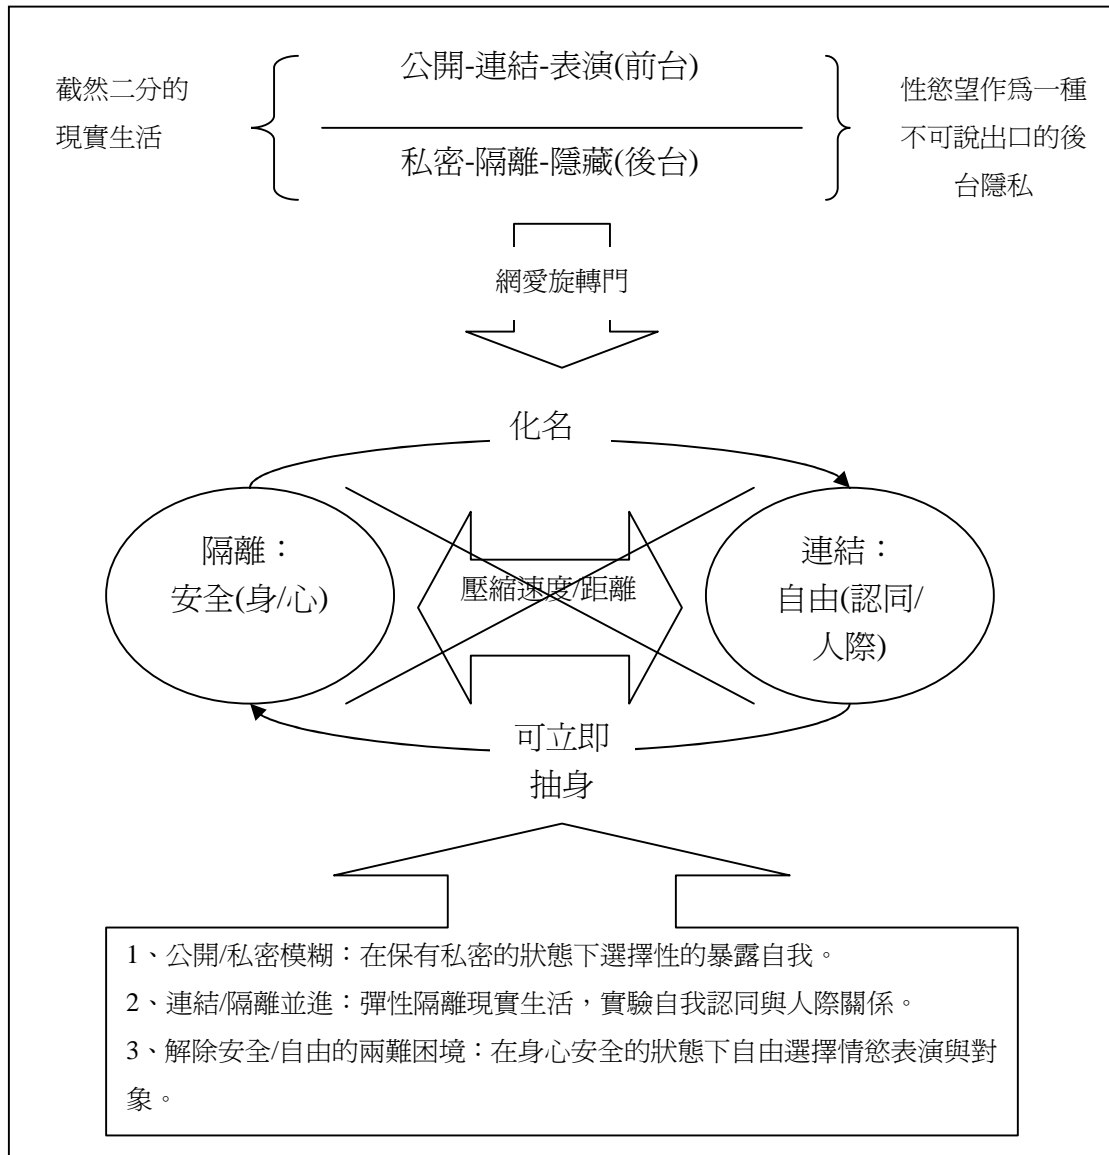 截然二分的
現實生活
公開-連結-表演(前台)
私密-隔離-隱藏(後台)
性慾望作為一種
不可說出口的後
台隱私
網愛旋轉門
化名
隔離：
安全(身/心)
壓縮速度/距離
連結：
自由(認同/
人際)
可立即
抽身
1、公開/私密模糊：在保有私密的狀態下選擇性的暴露自我。
2、連結/隔離並進：彈性隔離現實生活，實驗自我認同與人際關係。
3、解除安全/自由的兩難困境：在身心安全的狀態下自由選擇情慾表演與對
象。